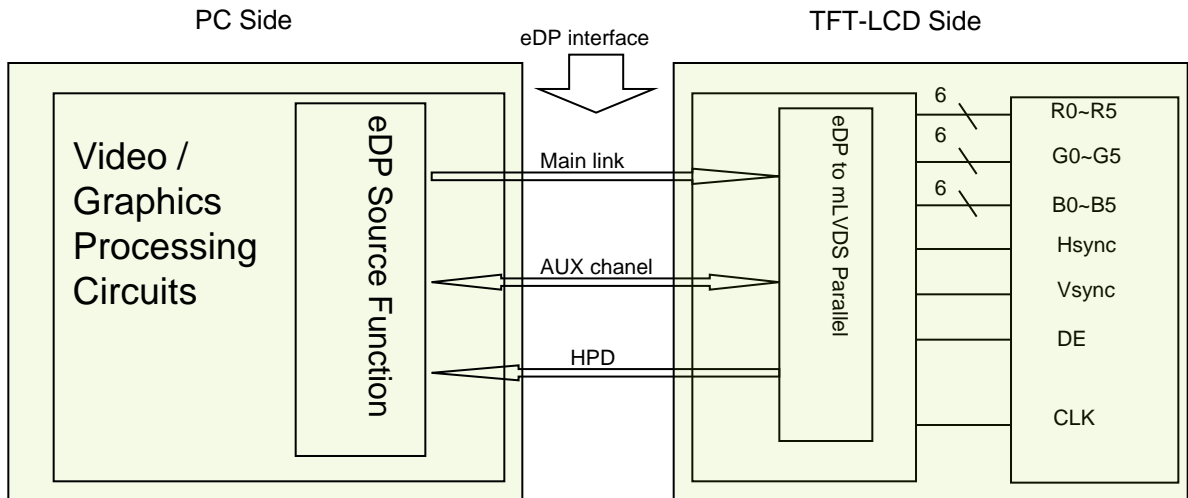 PC Side
eDP interface
TFT-LCD Side
Video /
Graphics
Processing
Circuits
eDP Source Function
Main link
AUX chanel
HPD
eDP to mLVDS Parallel
6
R0~R5
6
G0~G5
6
B0~B5
Hsync
Vsync
DE
CLK